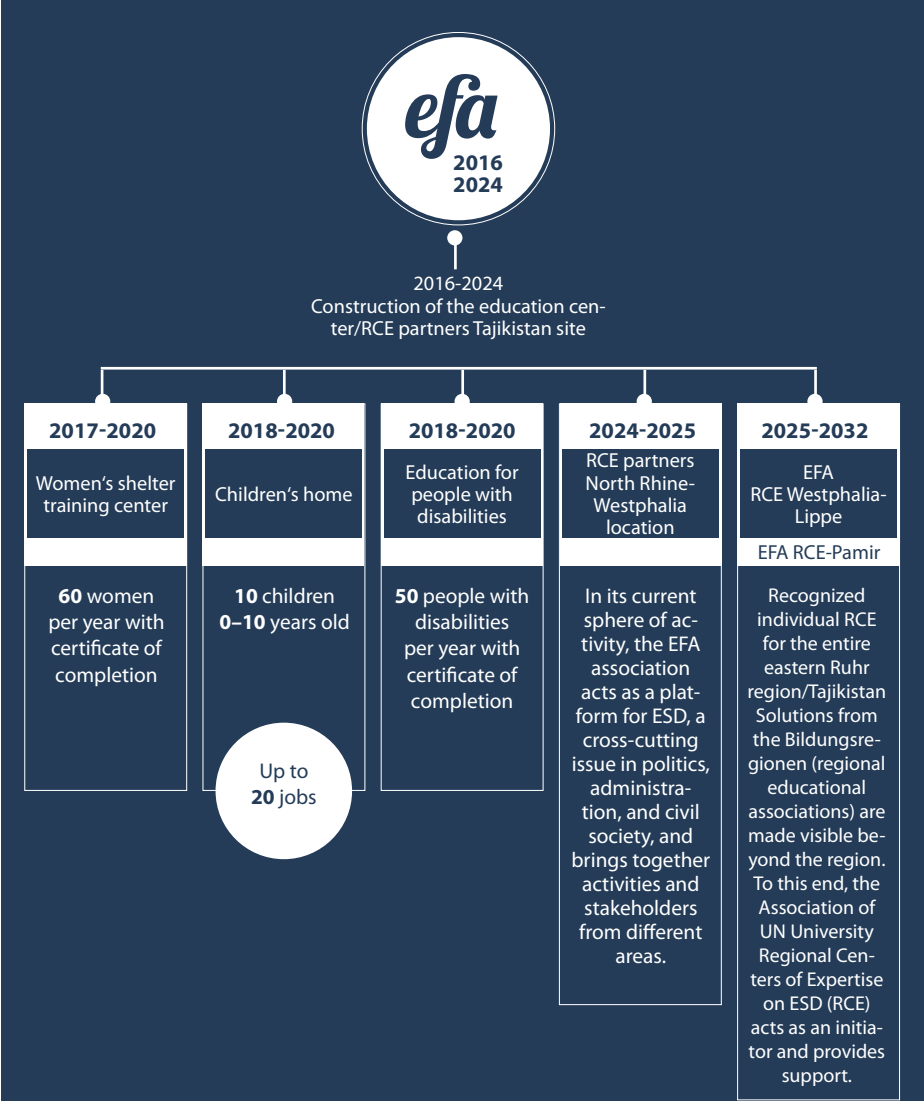 efa
2016
2024
2016-2024
Construction of the education cen-
ter/RCE partners Tajikistan site
2017-2020
Women‘s shelter
training center
60 women
per year with
certificate of
completion
2018-2020
Children‘s home
10 children
0–10 years old
Up to
20 jobs
2018-2020
Education for
people with
disabilities
50 people with
disabilities
per year with
certificate of
completion
2024-2025
RCE partners
North Rhine-
Westphalia
location
In its current
sphere of ac-
tivity, the EFA
association
acts as a plat-
form for ESD, a
cross-cutting
issue in politics,
administra-
tion, and civil
society, and
brings together
activities and
stakeholders
from different
areas.
2025-2032
EFA
RCE Westphalia-
Lippe
EFA RCE-Pamir
Recognized
individual RCE
for the entire
eastern Ruhr
region/Tajikistan
Solutions from
the Bildungsre-
gionen (regional
educational
associations) are
made visible be-
yond the region.
To this end, the
Association of
UN University
Regional Cen-
ters of Expertise
on ESD (RCE)
acts as an initia-
tor and provides
support.